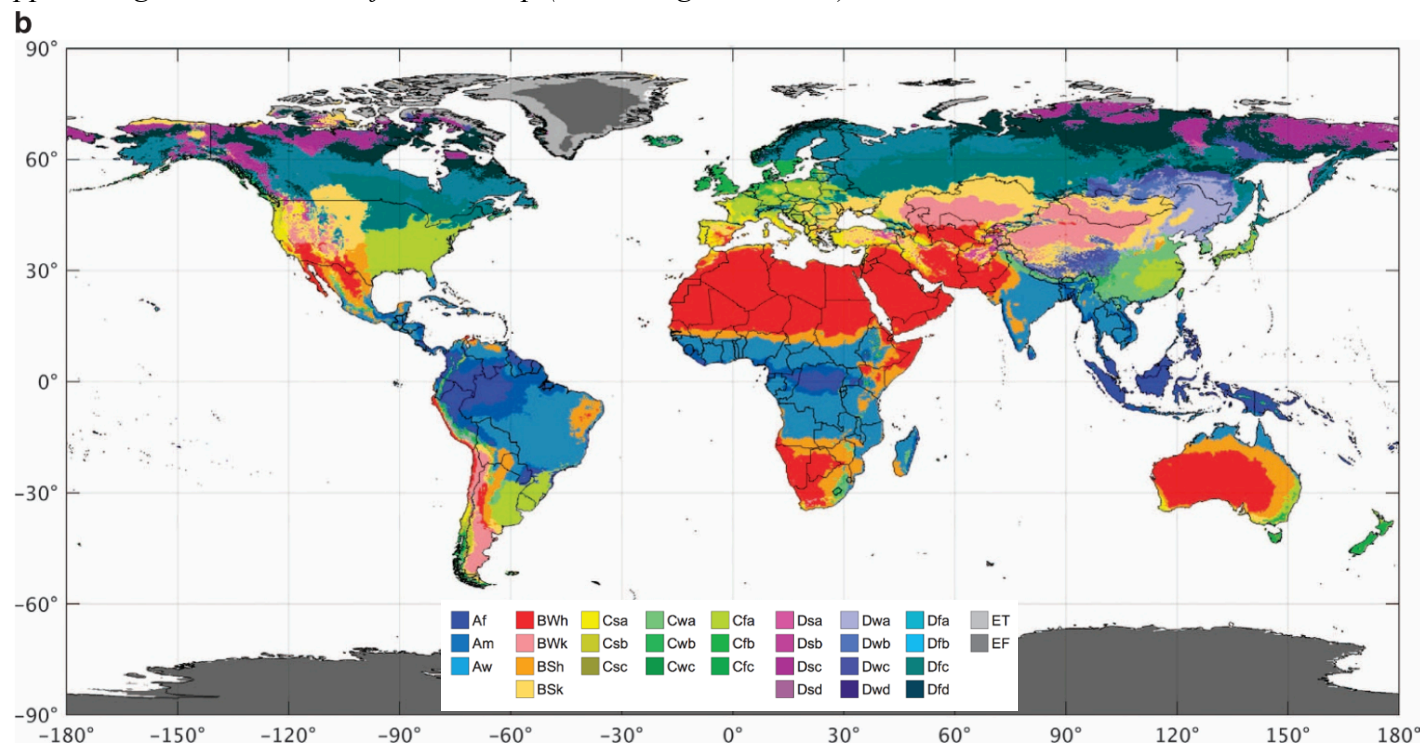 b
90°
60°
30°
0°
−30°
−60°
Af BWh Csa Cwa Cfa Dsa Dwa Dfa ET
Am BWk Csb Cwb Cfb Dsb Dwb Dfb EF
Aw BSh Csc Cwc Cfc Dsc Dwc Dfc
BSk Dsd Dwd Dfd
−90°
−180° −150° −120° −90° −60° −30° 0° 30° 60° 90° 120° 150° 180°